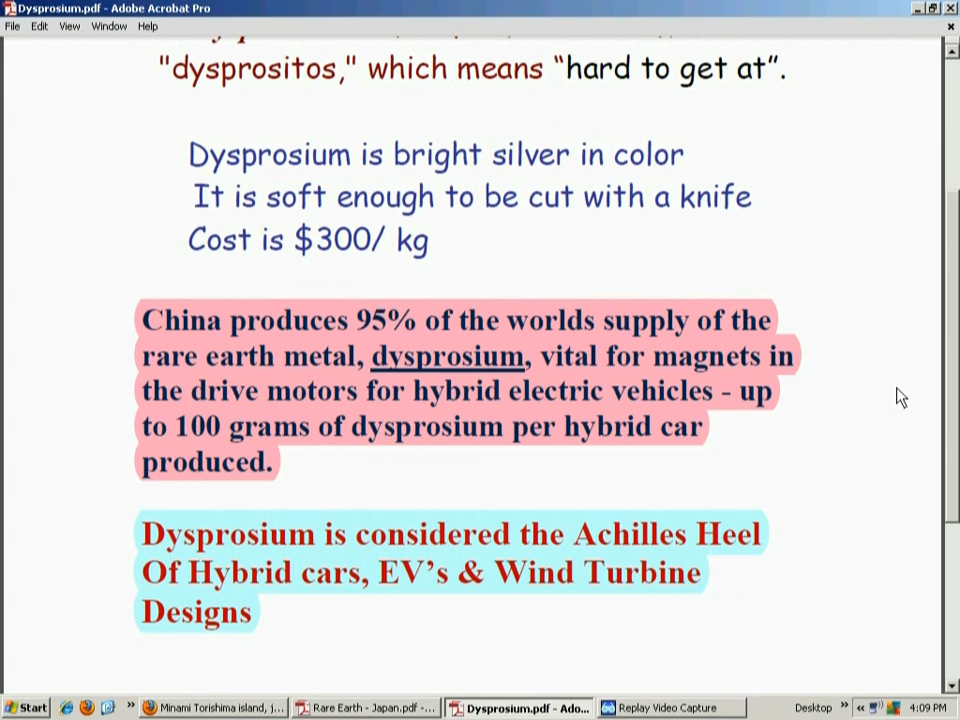 Dysprosium.pdf - Adobe Acrobat Pro
File Edit View Window Help
"dysprositos," which means “hard to get at”.
Dysprosium is bright silver in color
It is soft enough to be cut with a knife
Cost is $300/ kg
China produces 95% of the worlds supply of the
rare earth metal, dysprosium, vital for magnets in
the drive motors for hybrid electric vehicles - up
to 100 grams of dysprosium per hybrid car
produced.
Dysprosium is considered the Achilles Heel
Of Hybrid cars, EV’s & Wind Turbine
Designs
Start Minami Torishima island, j... Rare Earth - Japan.pdf -... Dysprosium.pdf - Ado... Replay Video Capture Desktop 4:09 PM